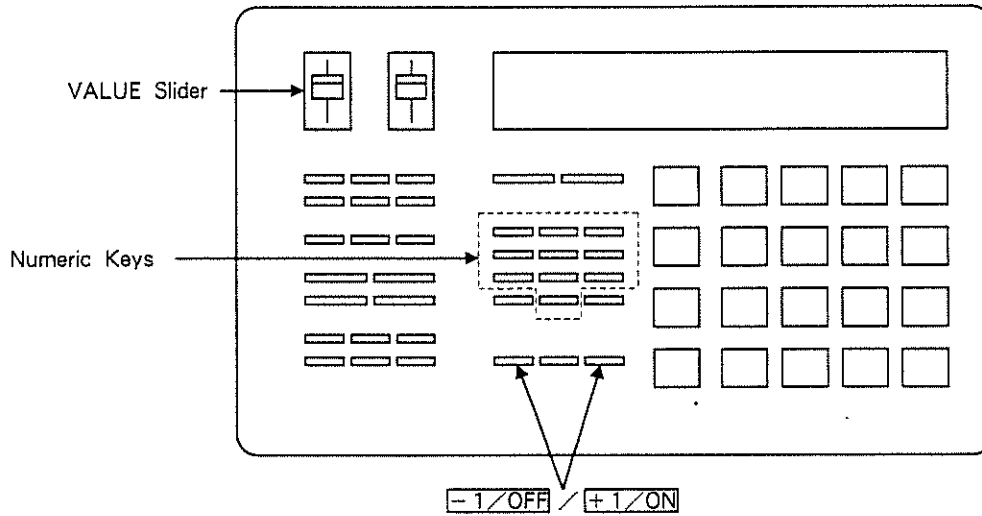 VALUE Slider
Numeric Keys
－1／OFF ／ ＋1／ON